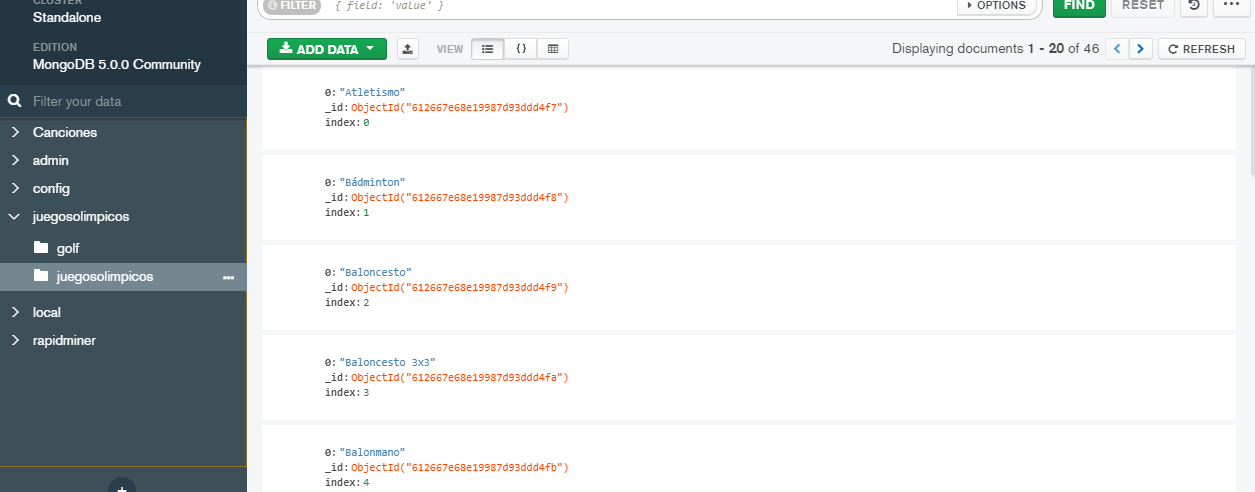 CLUSTER
Standalone
EDITION
MongoDB 5.0.0 Community
Filter your data
Canciones
admin
config
juegosolimpicos
golf
juegosolimpicos
local
rapidminer
FILTER { field: 'value' } OPTIONS FIND RESET
ADD DATA VIEW {} Displaying documents 1 - 20 of 46 < > REFRESH
0: "Atletismo"
_id: ObjectId("612667e68e19987d93ddd4f7")
index: 0
0: "Bádminton"
_id: ObjectId("612667e68e19987d93ddd4f8")
index: 1
0: "Baloncesto"
_id: ObjectId("612667e68e19987d93ddd4f9")
index: 2
0: "Baloncesto 3x3"
_id: ObjectId("612667e68e19987d93ddd4fa")
index: 3
0: "Balonmano"
_id: ObjectId("612667e68e19987d93ddd4fb")
index: 4